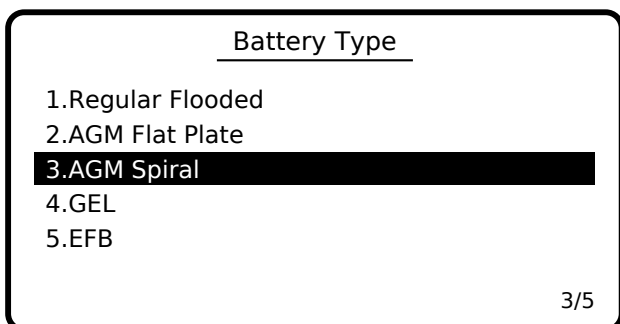 Battery Type
1.Regular Flooded
2.AGM Flat Plate
3.AGM Spiral
4.GEL
5.EFB
3/5